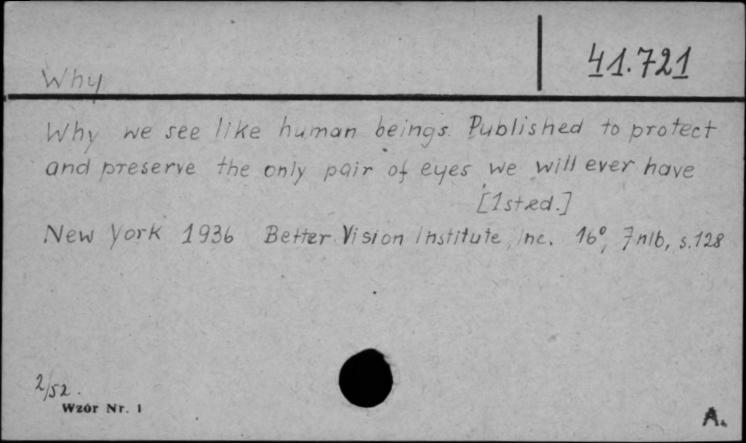 41.721
Why
Why we see like human beings. Published to protect
and preserve the only pair of eyes we will ever have
[1st ed.]
New York 1936 Better Vision Institute, Inc. 16°, 7 nlb, s.128
2/52.
Wzór Nr. 1
A.